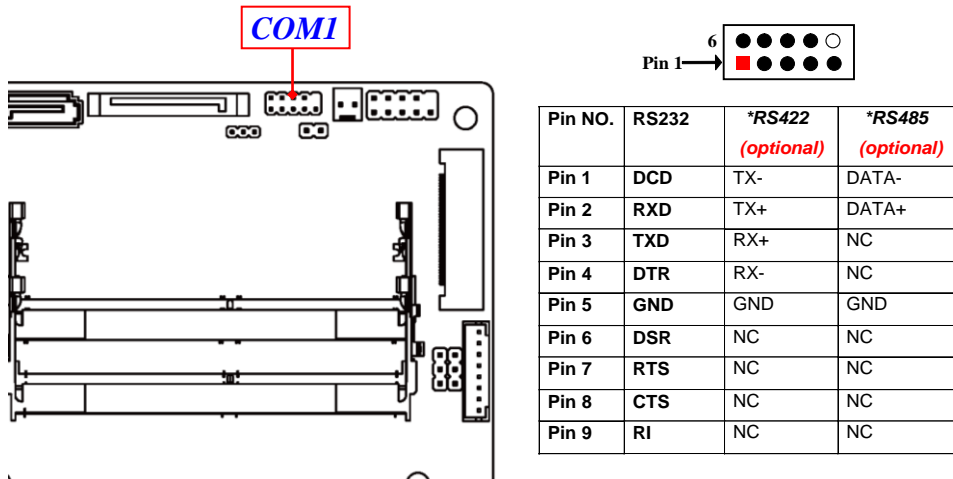 COM1
6
Pin 1
Pin NO. RS232 *RS422 (optional) *RS485 (optional)
Pin 1 DCD TX- DATA-
Pin 2 RXD TX+ DATA+
Pin 3 TXD RX+ NC
Pin 4 DTR RX- NC
Pin 5 GND GND GND
Pin 6 DSR NC NC
Pin 7 RTS NC NC
Pin 8 CTS NC NC
Pin 9 RI NC NC